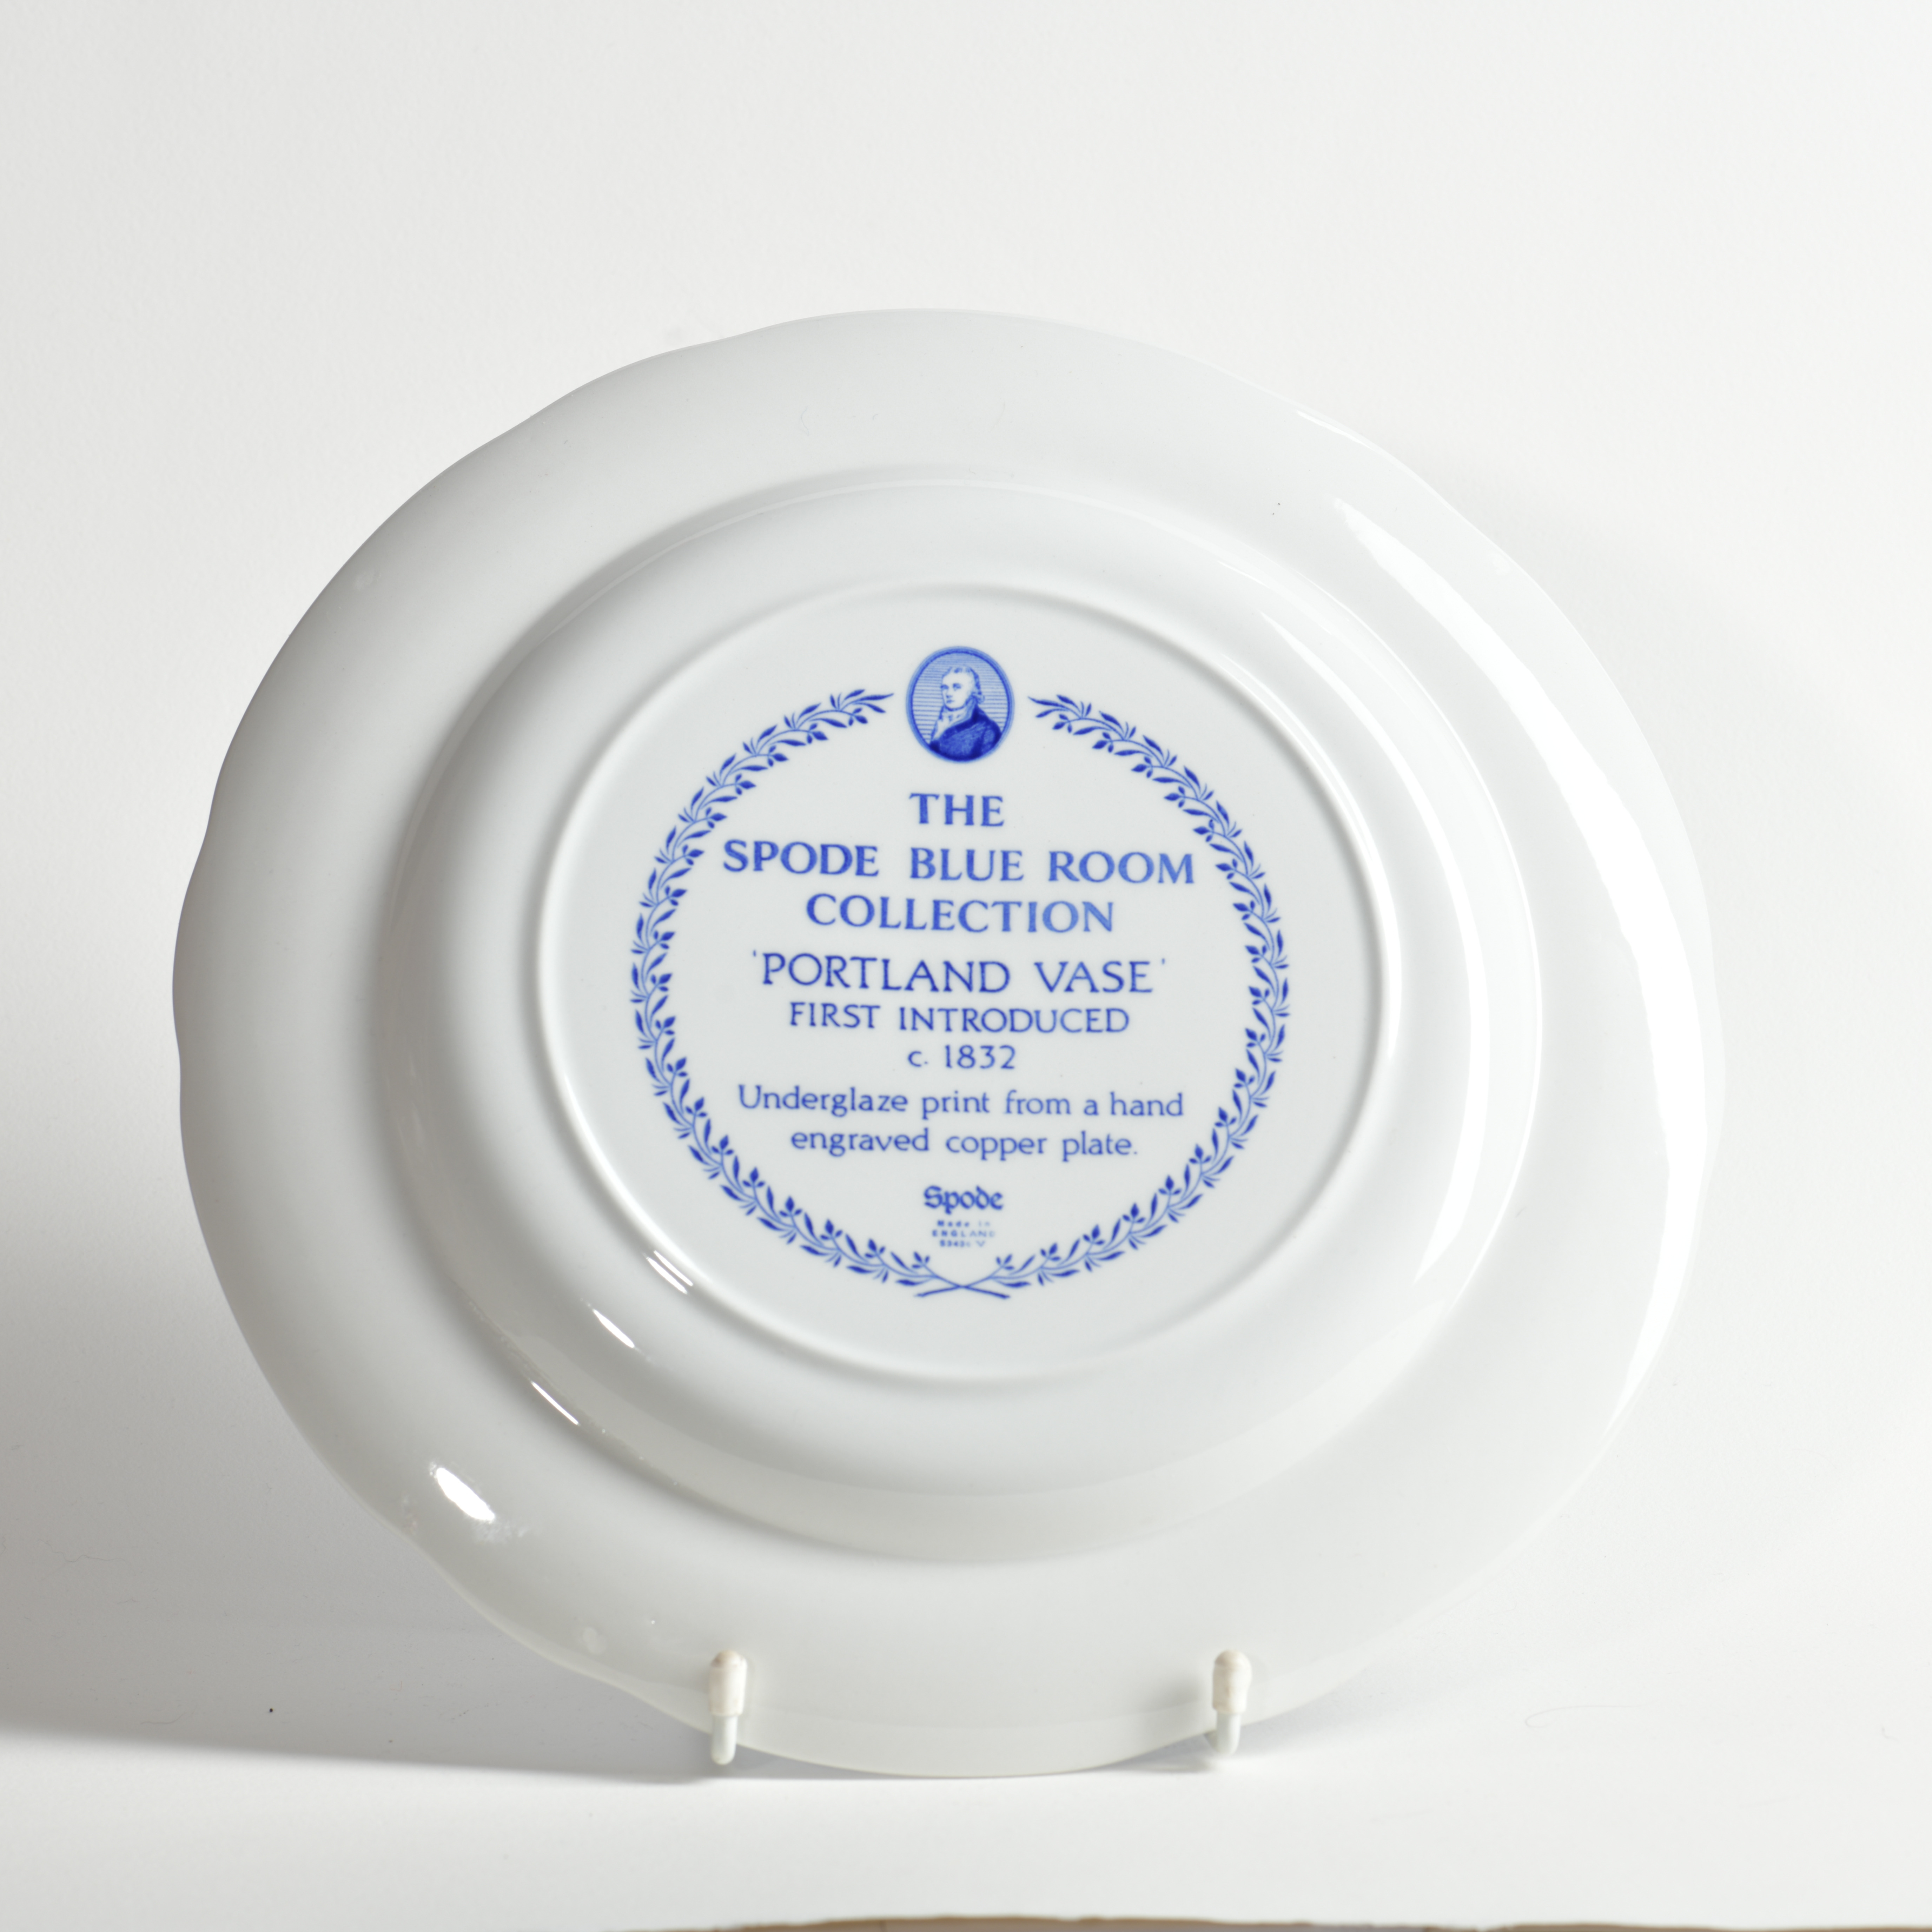 THE
SPODE BLUE ROOM
COLLECTION
'PORTLAND VASE'
FIRST INTRODUCED
c. 1832
Underglaze print from a hand
engraved copper plate.
Spode
Made in
ENGLAND